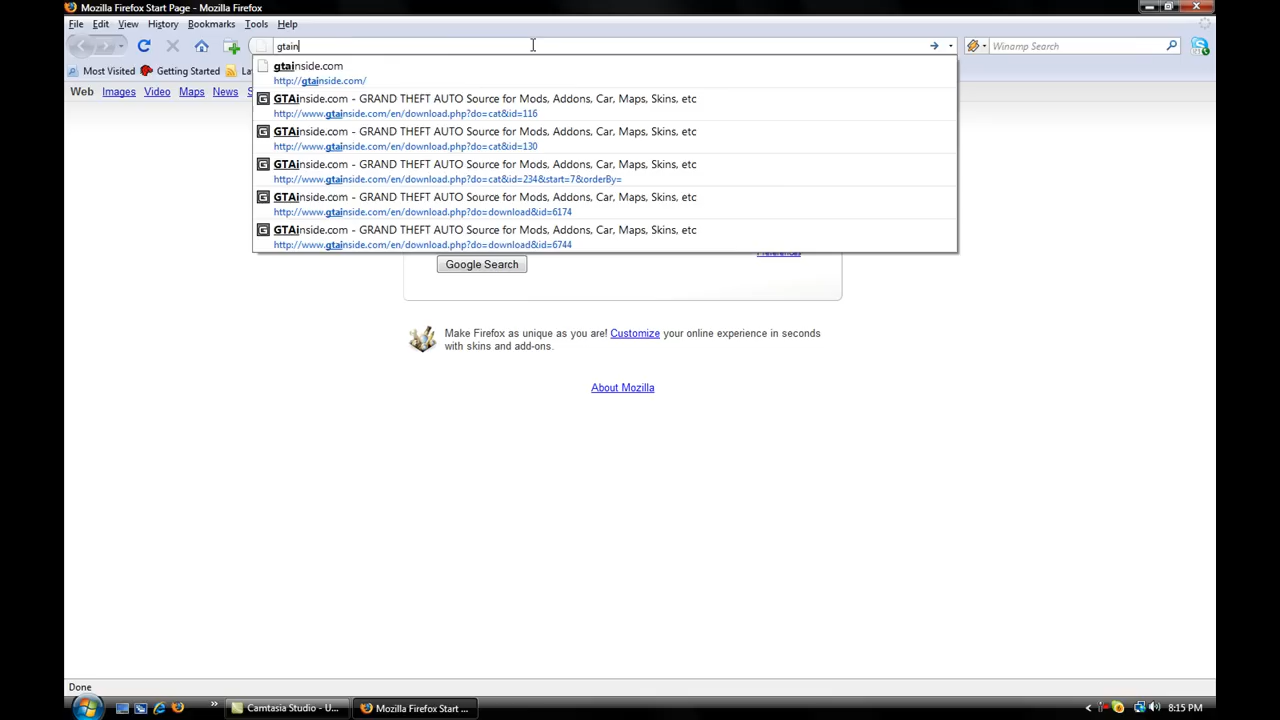 Mozilla Firefox Start Page - Mozilla Firefox
File Edit View History Bookmarks Tools Help
gtain
Winamp Search
gtainside.com
http://gtainside.com/
Most Visited Getting Started La
GTAinside.com - GRAND THEFT AUTO Source for Mods, Addons, Car, Maps, Skins, etc
Web Images Video Maps News S
http://www.gtainside.com/en/download.php?do=cat&id=116
GTAinside.com - GRAND THEFT AUTO Source for Mods, Addons, Car, Maps, Skins, etc
http://www.gtainside.com/en/download.php?do=cat&id=130
GTAinside.com - GRAND THEFT AUTO Source for Mods, Addons, Car, Maps, Skins, etc
http://www.gtainside.com/en/download.php?do=cat&id=234&start=7&orderBy=
GTAinside.com - GRAND THEFT AUTO Source for Mods, Addons, Car, Maps, Skins, etc
http://www.gtainside.com/en/download.php?do=download&id=6174
GTAinside.com - GRAND THEFT AUTO Source for Mods, Addons, Car, Maps, Skins, etc
http://www.gtainside.com/en/download.php?do=download&id=6744
Google Search
Make Firefox as unique as you are! Customize your online experience in seconds
with skins and add-ons.
About Mozilla
Done
Camtasia Studio - U... Mozilla Firefox Start ... 8:15 PM